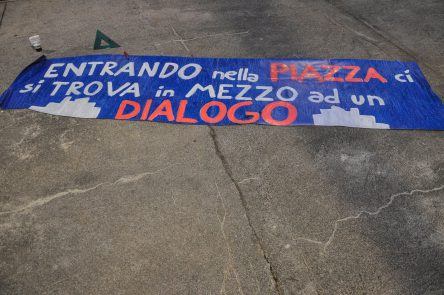 ENTRANDO nella PIAZZA ci
si TROVA in MEZZO ad un
DIALOGO